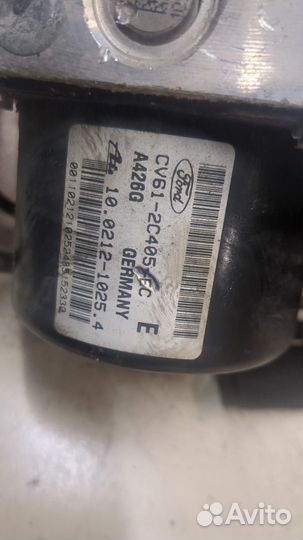 Ford
CV61-2C405-EC E
A426G GERMANY
10.0212-1025.4
Avito